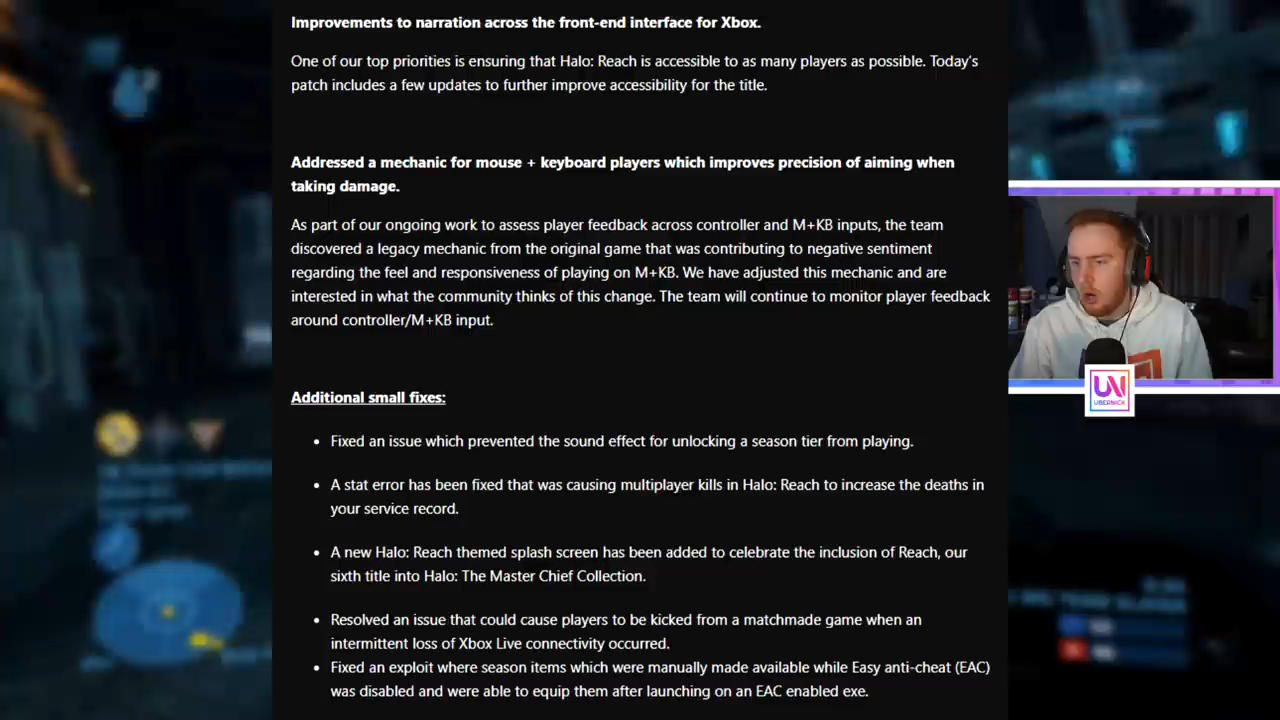 Improvements to narration across the front-end interface for Xbox.
One of our top priorities is ensuring that Halo: Reach is accessible to as many players as possible. Today's
patch includes a few updates to further improve accessibility for the title.
Addressed a mechanic for mouse + keyboard players which improves precision of aiming when
taking damage.
As part of our ongoing work to assess player feedback across controller and M+KB inputs, the team
discovered a legacy mechanic from the original game that was contributing to negative sentiment
regarding the feel and responsiveness of playing on M+KB. We have adjusted this mechanic and are
interested in what the community thinks of this change. The team will continue to monitor player feedback
around controller/M+KB input.
Additional small fixes:
• Fixed an issue which prevented the sound effect for unlocking a season tier from playing.
• A stat error has been fixed that was causing multiplayer kills in Halo: Reach to increase the deaths in
your service record.
• A new Halo: Reach themed splash screen has been added to celebrate the inclusion of Reach, our
sixth title into Halo: The Master Chief Collection.
• Resolved an issue that could cause players to be kicked from a matchmade game when an
intermittent loss of Xbox Live connectivity occurred.
• Fixed an exploit where season items which were manually made available while Easy anti-cheat (EAC)
was disabled and were able to equip them after launching on an EAC enabled exe.
UN
UBERNICK